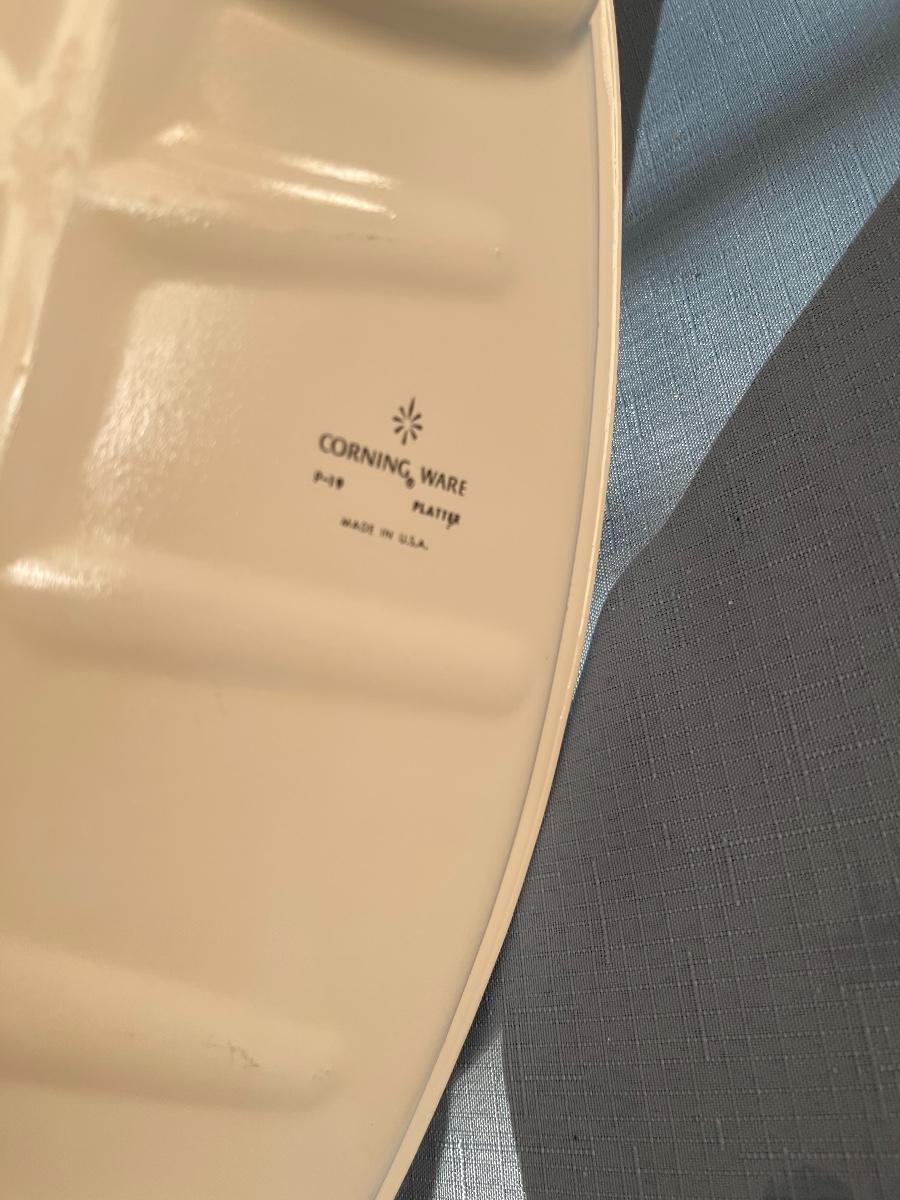 CORNING® WARE
P-19
PLATTER
MADE IN U.S.A.